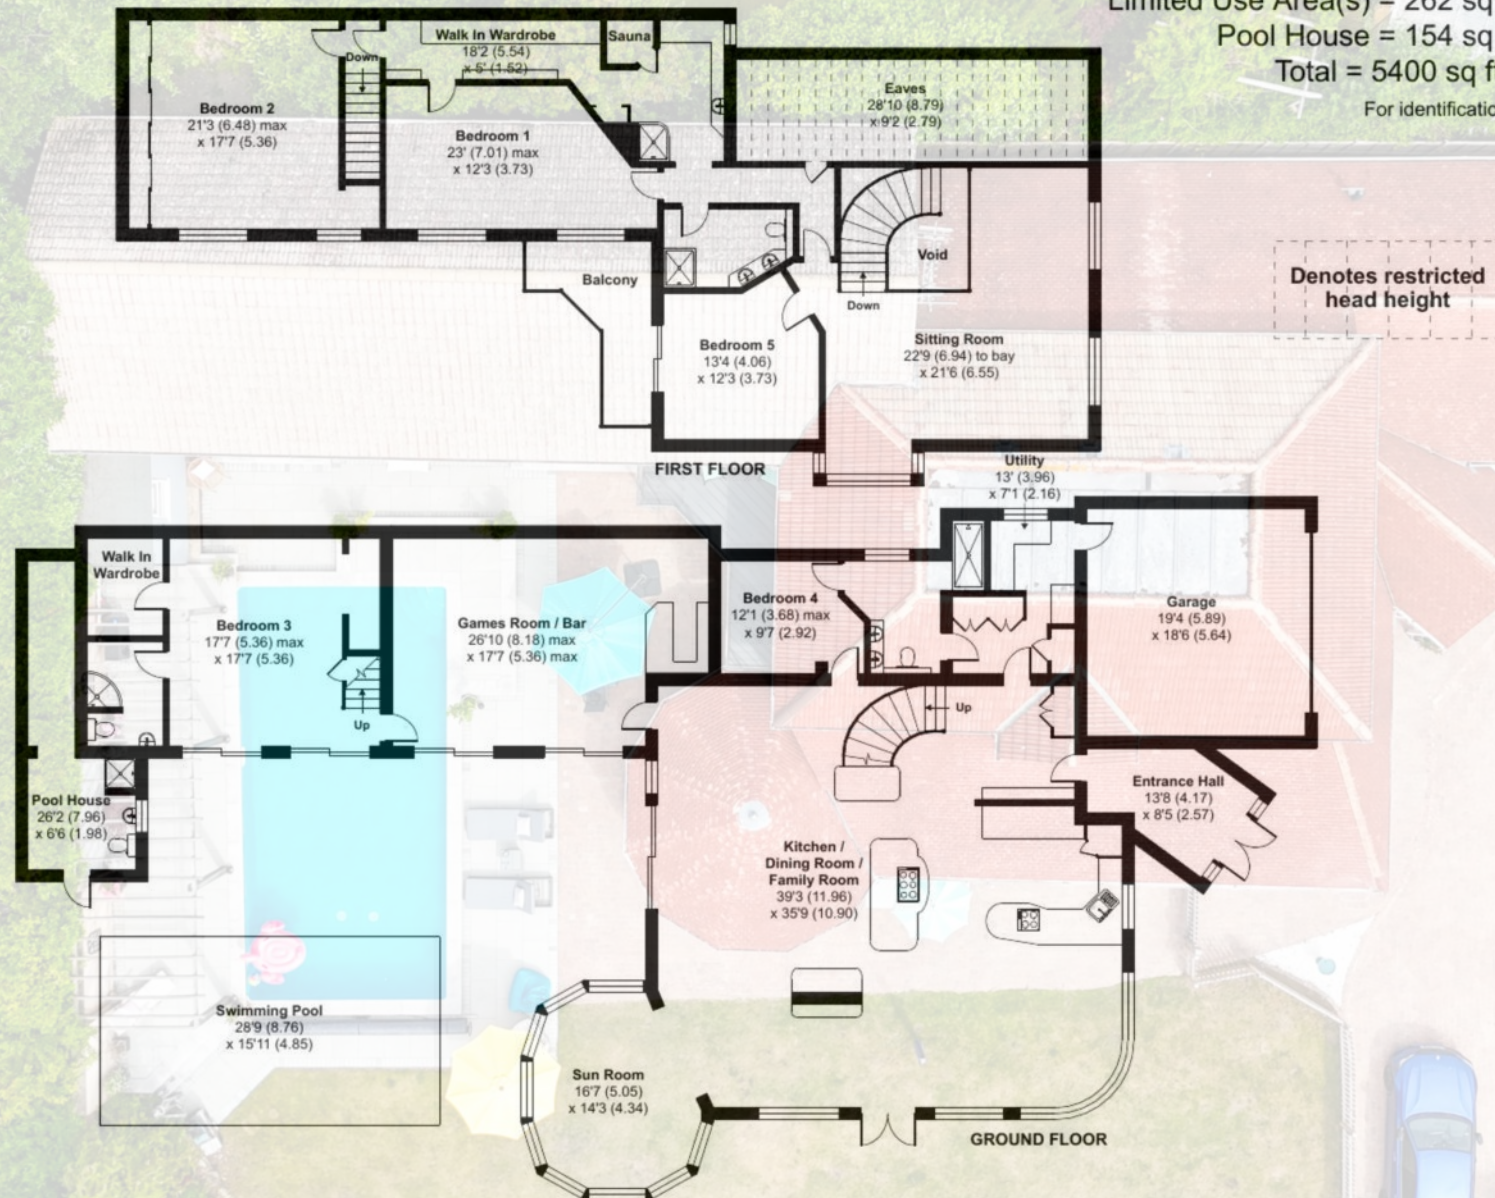 Limited Use Area(s) = 262 sq
Pool House = 154 sq
Total = 5400 sq f
For identificatio
Walk In Wardrobe
18'2 (5.54)
x 5' (1.52)
Sauna
Down
Bedroom 2
21'3 (6.48) max
x 17'7 (5.36)
Bedroom 1
23' (7.01) max
x 12'3 (3.73)
Eaves
28'10 (8.79)
x 9'2 (2.79)
Balcony
Void
Down
Denotes restricted
head height
Bedroom 5
13'4 (4.06)
x 12'3 (3.73)
Sitting Room
22'9 (6.94) to bay
x 21'6 (6.55)
FIRST FLOOR
Utility
13' (3.96)
x 7'1 (2.16)
Walk In
Wardrobe
Bedroom 3
17'7 (5.36) max
x 17'7 (5.36)
Up
Games Room / Bar
26'10 (8.18) max
x 17'7 (5.36) max
Bedroom 4
12'1 (3.68) max
x 9'7 (2.92)
Garage
19'4 (5.89)
x 18'6 (5.64)
Up
Entrance Hall
13'8 (4.17)
x 8'5 (2.57)
Pool House
26'2 (7.96)
x 6'6 (1.98)
Kitchen /
Dining Room /
Family Room
39'3 (11.96)
x 35'9 (10.90)
Swimming Pool
28'9 (8.76)
x 15'11 (4.85)
Sun Room
16'7 (5.05)
x 14'3 (4.34)
GROUND FLOOR